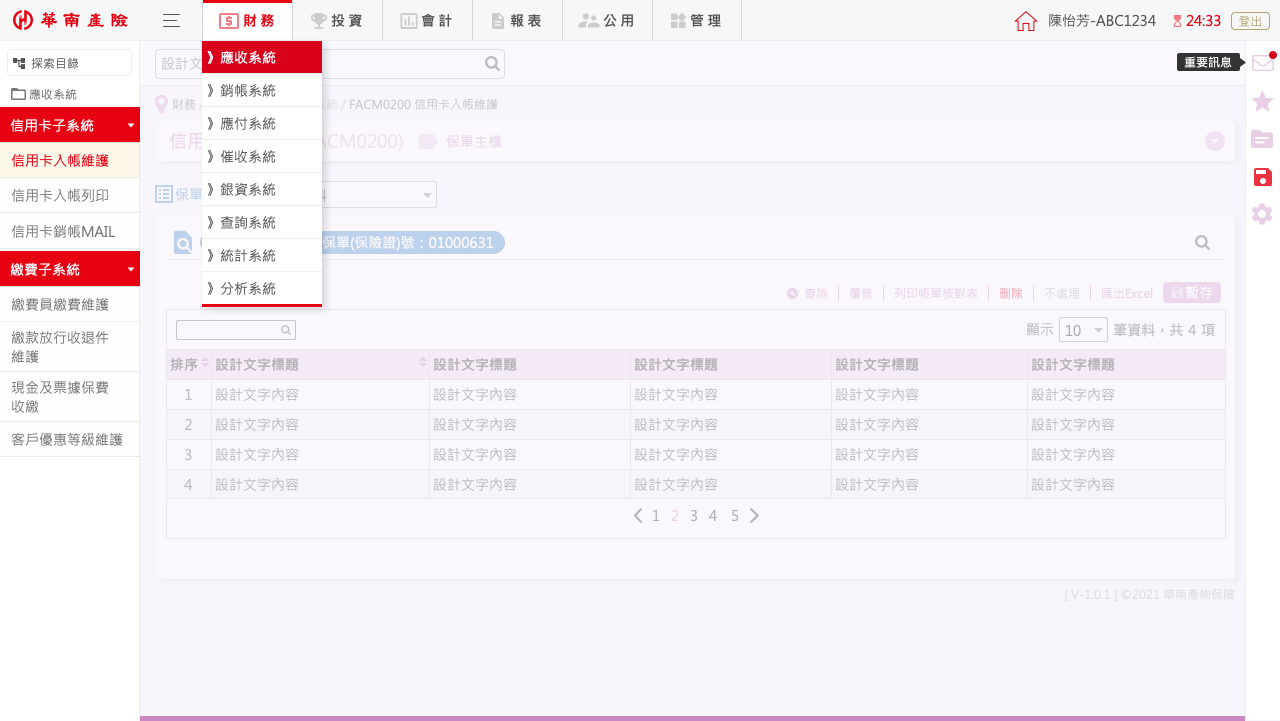 華南產險
財務
投資
會計
報表
公用
管理
陳怡芳-ABC1234
24:33
登出
探索目錄
應收系統
信用卡子系統
信用卡入帳維護
信用卡入帳列印
信用卡銷帳MAIL
繳費子系統
繳費員繳費維護
繳款放行收退件
維護
現金及票據保費
收繳
客戶優惠等級維護
》應收系統
》銷帳系統
》應付系統
》催收系統
》銀資系統
》查詢系統
》統計系統
》分析系統
設計文
重要訊息
財務 / 系統 / FACM0200 信用卡人帳維護
信用 ACM0200) 保單主檔
保單 料
保單(保險證)號：01000631
查詢 覆核 列印帳單核對表 刪除 不處理 匯出Excel 暫存
顯示 10 筆資料，共 4 項
排序 設計文字標題 設計文字標題 設計文字標題 設計文字標題 設計文字標題
1 設計文字內容 設計文字內容 設計文字內容 設計文字內容 設計文字內容
2 設計文字內容 設計文字內容 設計文字內容 設計文字內容 設計文字內容
3 設計文字內容 設計文字內容 設計文字內容 設計文字內容 設計文字內容
4 設計文字內容 設計文字內容 設計文字內容 設計文字內容 設計文字內容
1 2 3 4 5
[ V-1.0.1 ] ©2021 華南產物保險